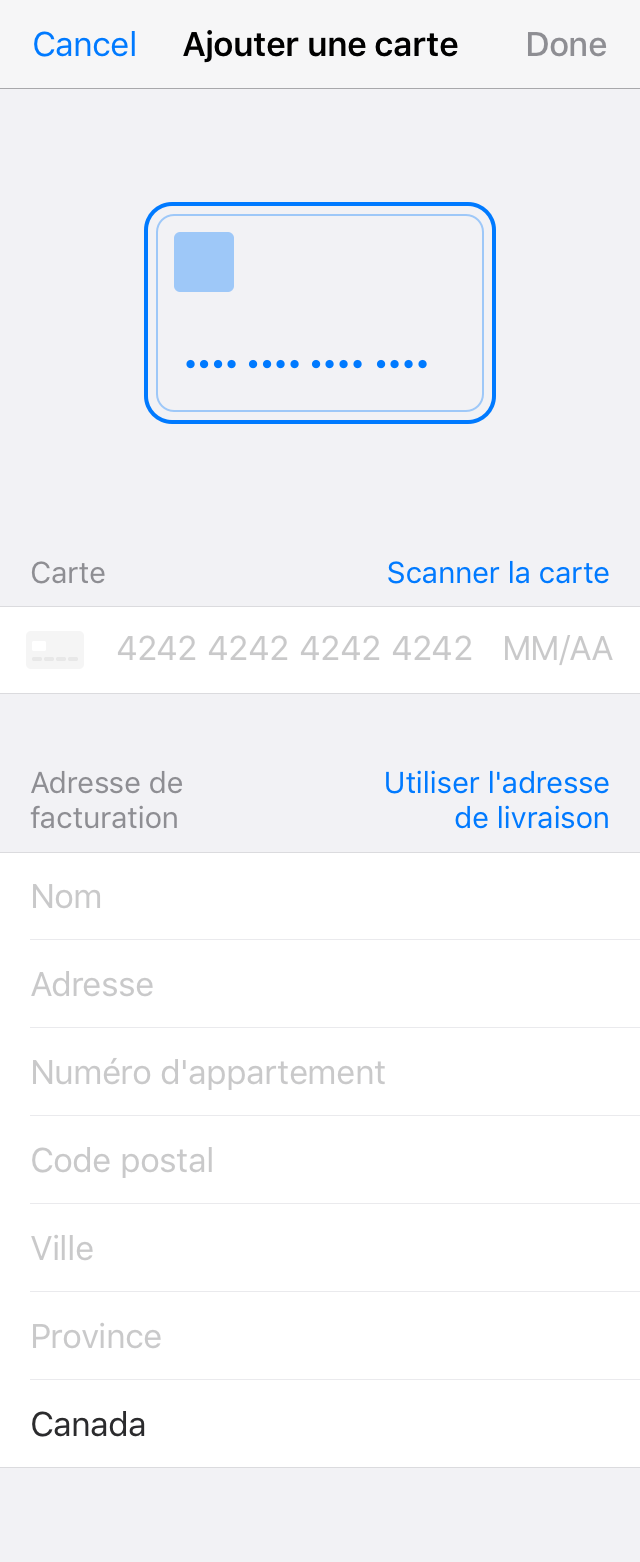 Cancel Ajouter une carte Done
Carte Scanner la carte
4242 4242 4242 4242 MM/AA
Adresse de facturation
Utiliser l'adresse de livraison
Nom
Adresse
Numéro d'appartement
Code postal
Ville
Province
Canada